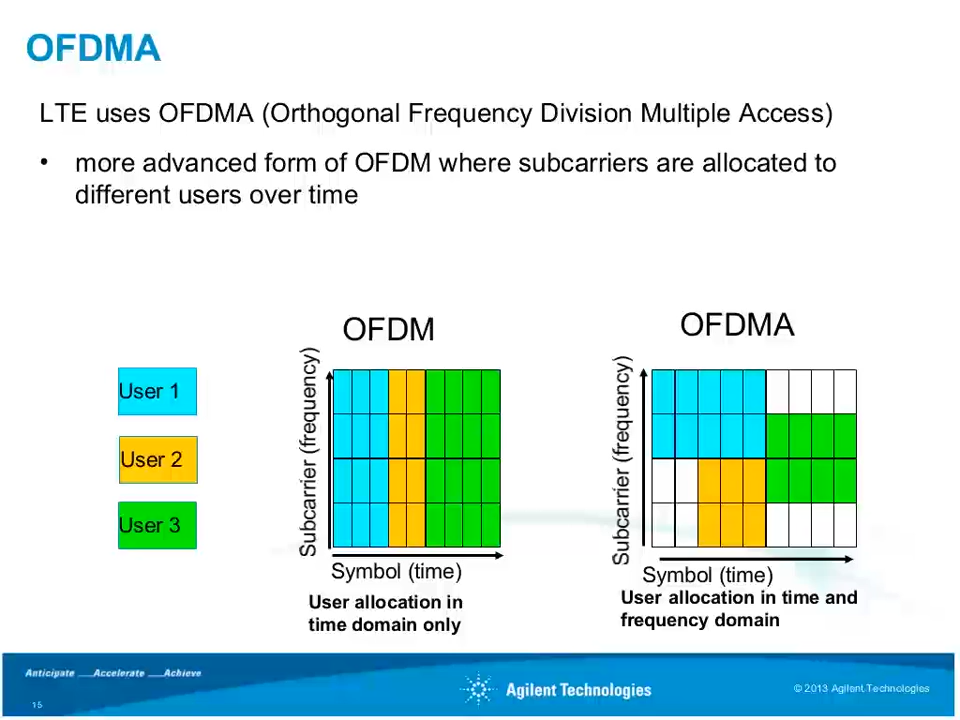 OFDMA
LTE uses OFDMA (Orthogonal Frequency Division Multiple Access)
• more advanced form of OFDM where subcarriers are allocated to
different users over time
OFDM
OFDMA
User 1
User 2
User 3
Subcarrier (frequency)
Symbol (time)
User allocation in
time domain only
Subcarrier (frequency)
Symbol (time)
User allocation in time and
frequency domain
Anticipate __Accelerate __Achieve
Agilent Technologies
© 2013 Agilent Technologies
15